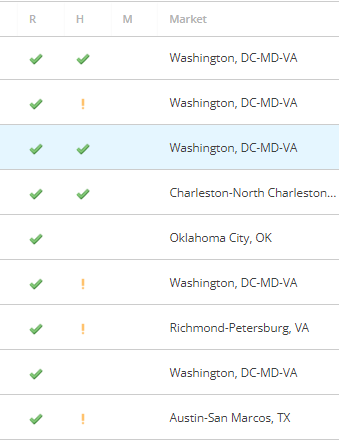 R H M Market
Washington, DC-MD-VA
! Washington, DC-MD-VA
Washington, DC-MD-VA
Charleston-North Charleston...
Oklahoma City, OK
! Washington, DC-MD-VA
! Richmond-Petersburg, VA
Washington, DC-MD-VA
! Austin-San Marcos, TX